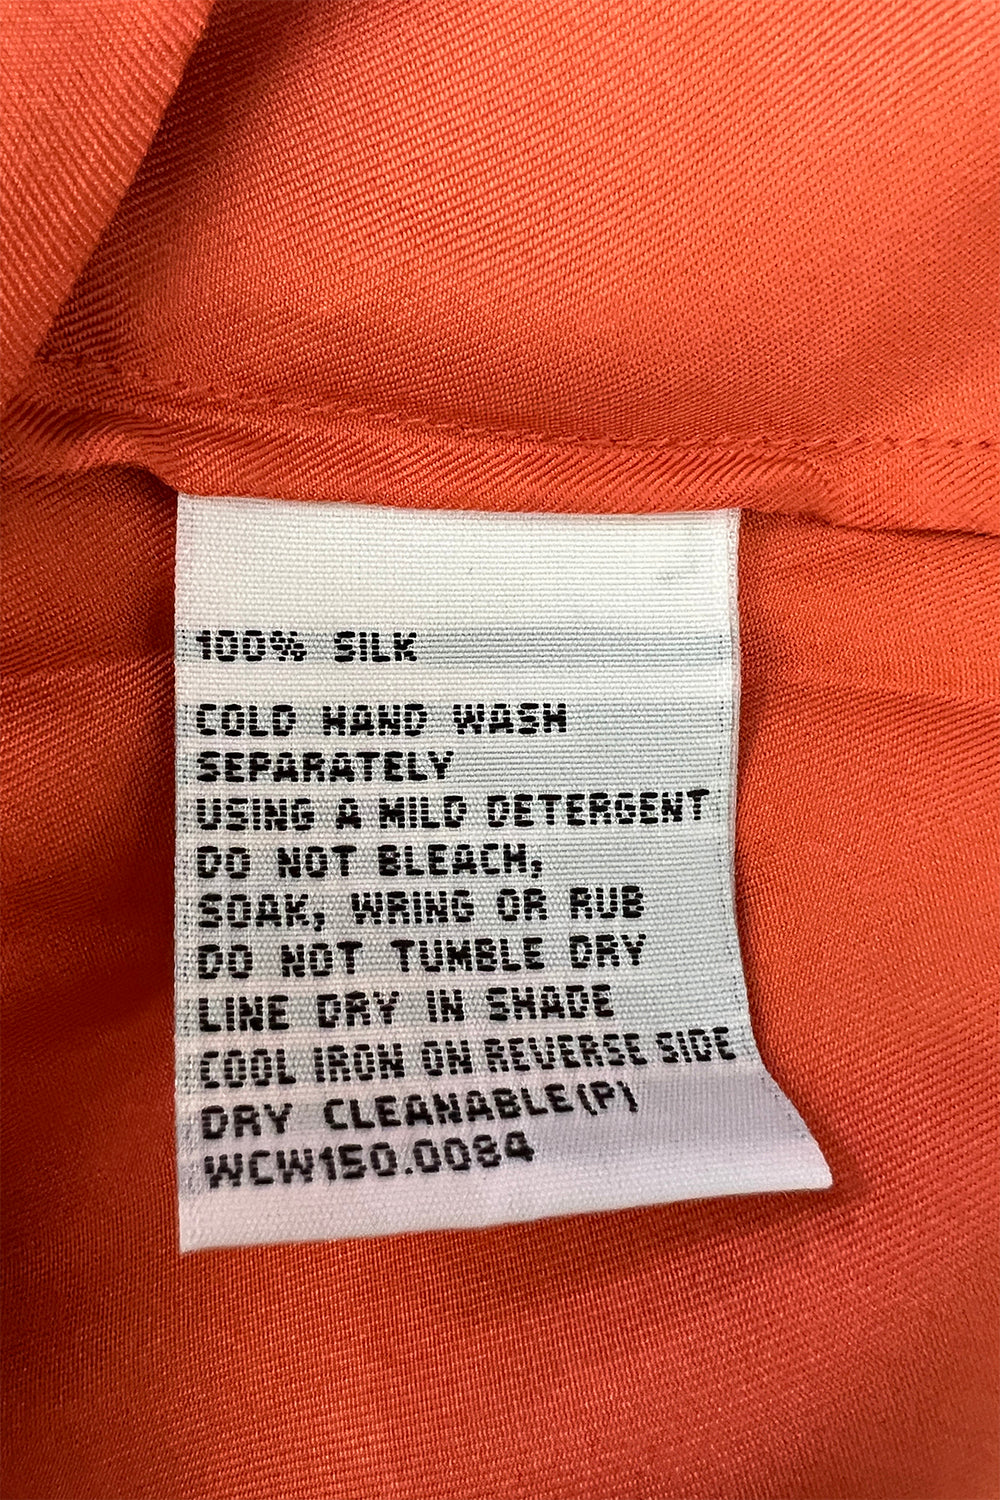 100% SILK
COLD HAND WASH
SEPARATELY
USING A MILD DETERGENT
DO NOT BLEACH,
SOAK, WRING OR RUB
DO NOT TUMBLE DRY
LINE DRY IN SHADE
COOL IRON ON REVERSE SIDE
DRY CLEANABLE(P)
WCW150.0084